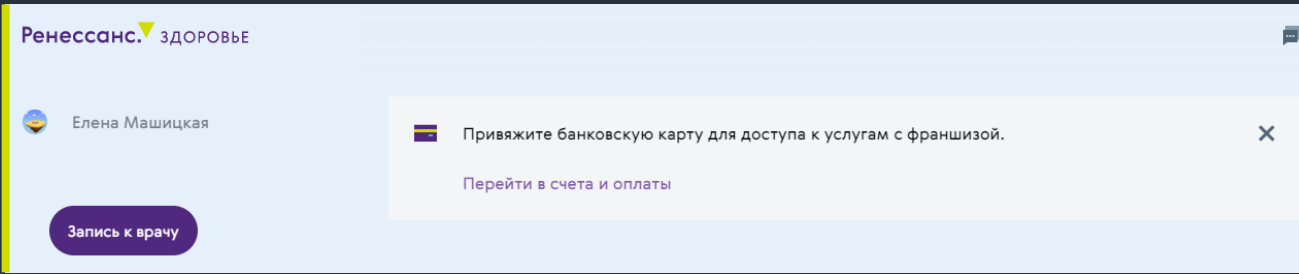 Ренессанс. ЗДОРОВЬЕ
Елена Машицкая
Привяжите банковскую карту для доступа к услугам с франшизой.
Перейти в счета и оплаты
Запись к врачу